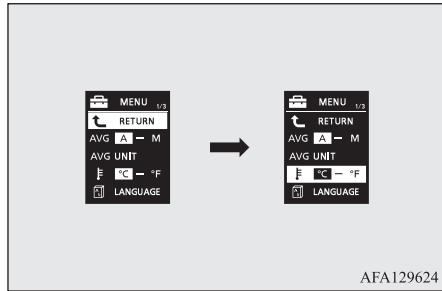 MENU 1/3
RETURN
AVG A – M
AVG UNIT
°C – °F
LANGUAGE
MENU 1/3
RETURN
AVG A – M
AVG UNIT
°C – °F
LANGUAGE
AFA129624